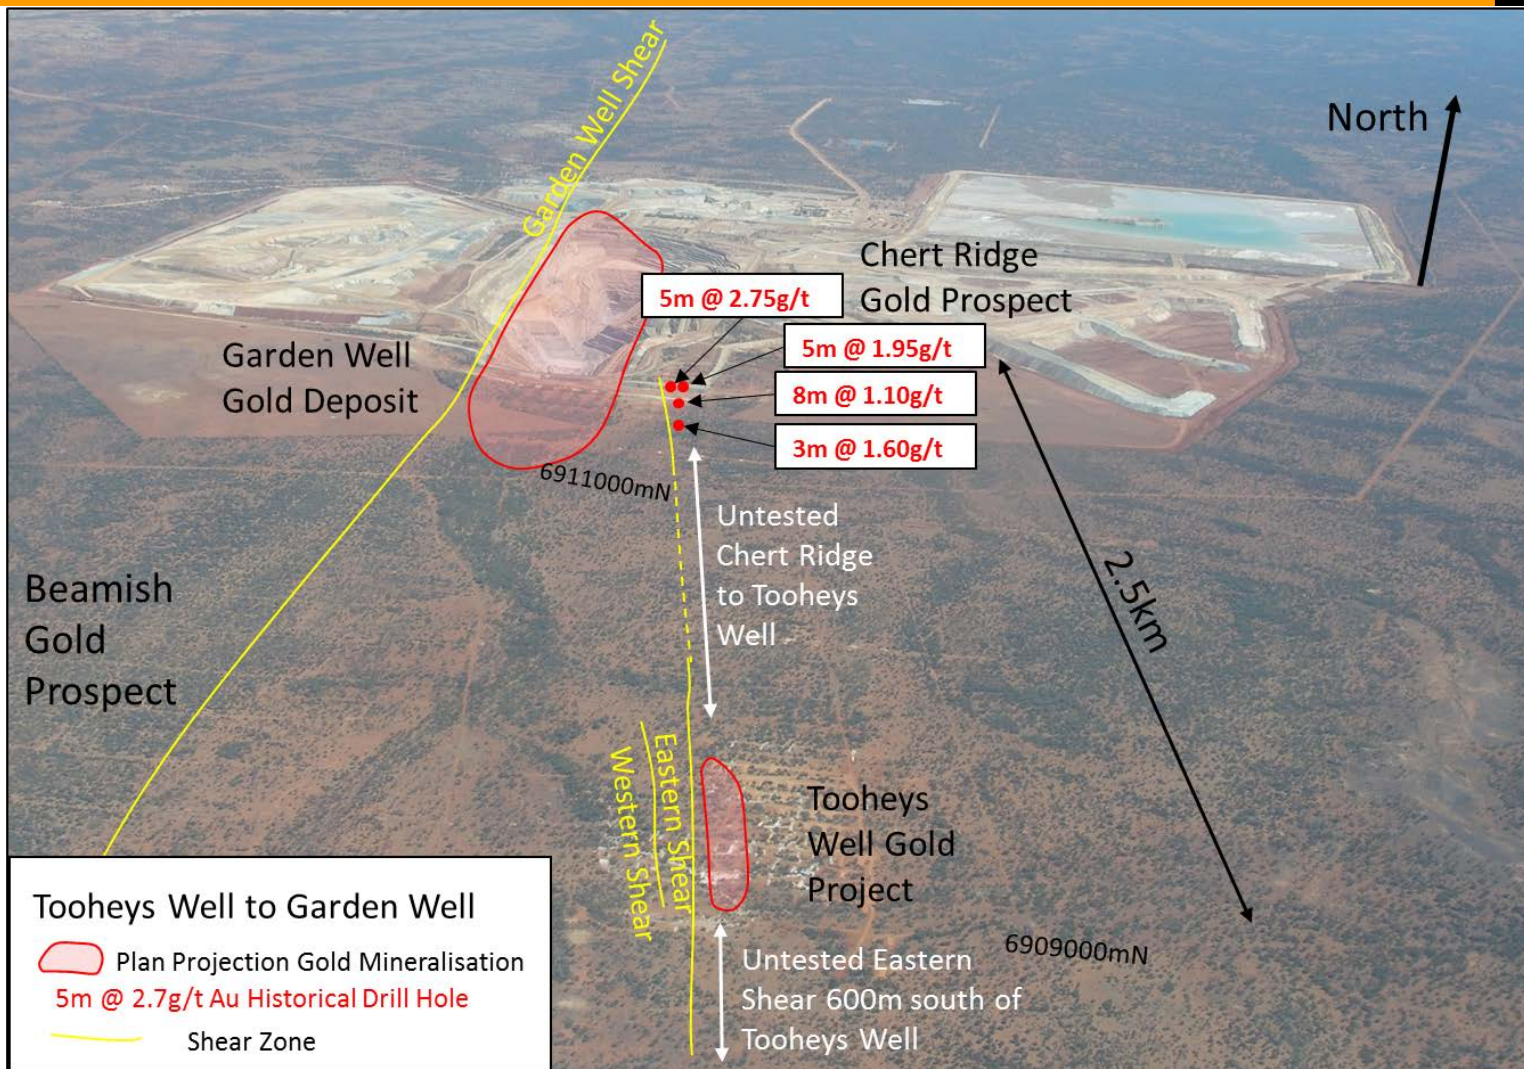 Garden Well Shear
North
Chert Ridge
Gold Prospect
5m @ 2.75g/t
5m @ 1.95g/t
8m @ 1.10g/t
3m @ 1.60g/t
Garden Well
Gold Deposit
6911000mN
Untested
Chert Ridge
to Tooheys
Well
2.5km
Beamish
Gold
Prospect
Eastern Shear
Western Shear
Tooheys
Well Gold
Project
6909000mN
Untested Eastern
Shear 600m south of
Tooheys Well
Tooheys Well to Garden Well
Plan Projection Gold Mineralisation
5m @ 2.7g/t Au Historical Drill Hole
Shear Zone